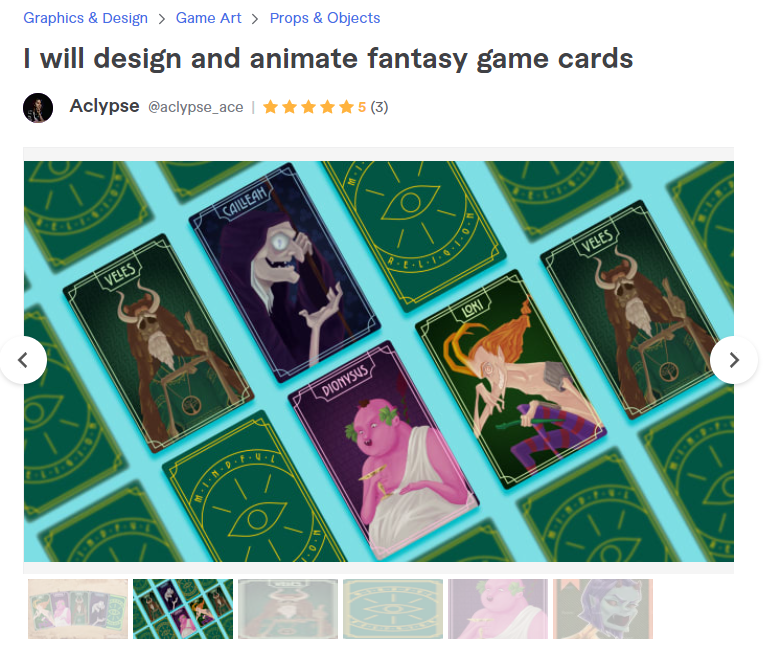 Graphics & Design > Game Art > Props & Objects
I will design and animate fantasy game cards
Aclypse @aclypse_ace | 5 (3)
CAILLEAH
MINDFUL
RELIGION
VELES
VELES
LOKI
DIONYSUS
MINDFUL
RELIGION